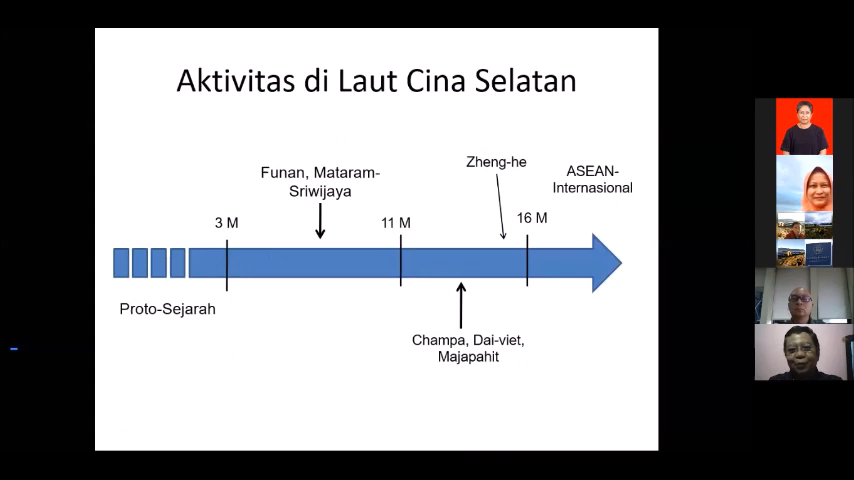 Aktivitas di Laut Cina Selatan
Zheng-he
Funan, Mataram-
Sriwijaya
ASEAN-
Internasional
3 M
11 M
16 M
Proto-Sejarah
Champa, Dai-viet,
Majapahit